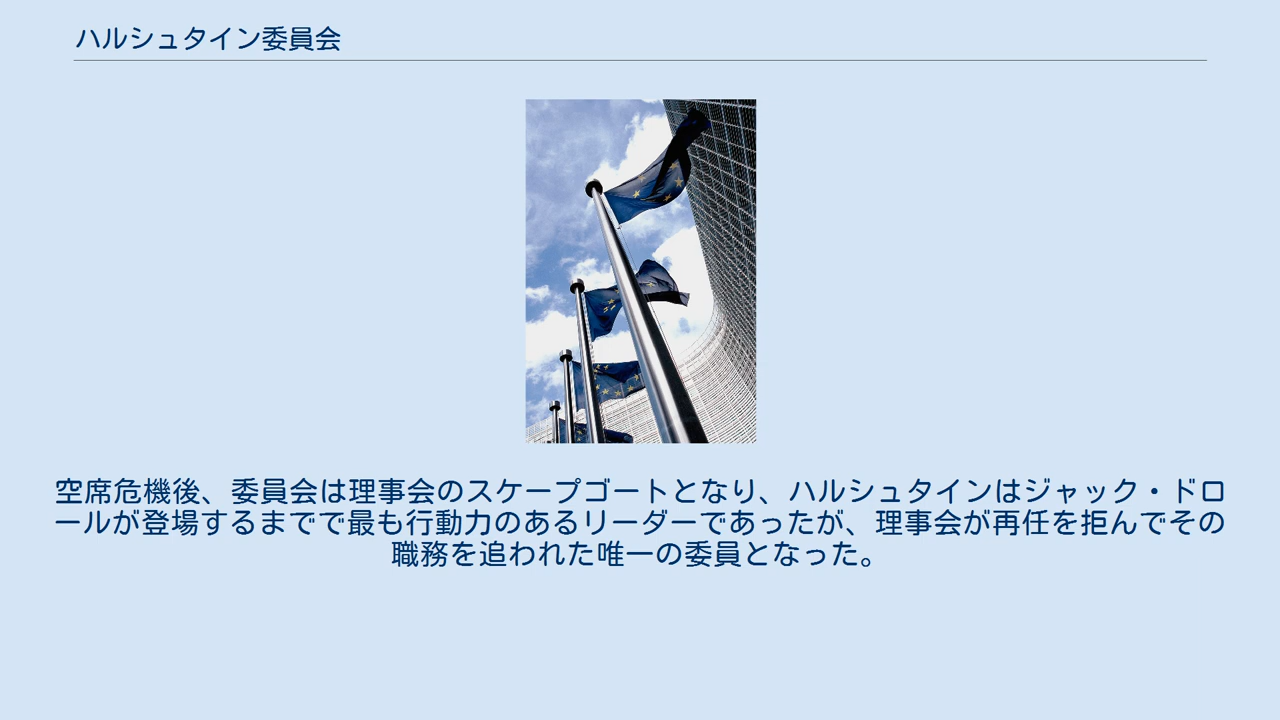 ハルシュタイン委員会
空席危機後、委員会は理事会のスケープゴートとなり、ハルシュタインはジャック・ドロ
ールが登場するまでで最も行動力のあるリーダーであったが、理事会が再任を拒んでその
職務を追われた唯一の委員となった。